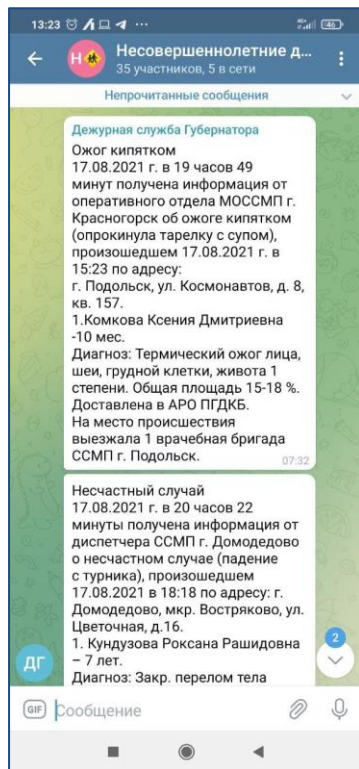 13:23
46
Н
Несовершеннолетние д...
35 участников, 5 в сети
Непрочитанные сообщения
Дежурная служба Губернатора
Ожог кипятком
17.08.2021 г. в 19 часов 49
минут получена информация от
оперативного отдела МОССМП г.
Красногорск об ожоге кипятком
(опрокинула тарелку с супом),
произошедшем 17.08.2021 г. в
15:23 по адресу:
г. Подольск, ул. Космонавтов, д. 8,
кв. 157.
1.Комкова Ксения Дмитриевна
-10 мес.
Диагноз: Термический ожог лица,
шеи, грудной клетки, живота 1
степени. Общая площадь 15-18 %.
Доставлена в АРО ПГДКБ.
На место происшествия
выезжала 1 врачебная бригада
ССМП г. Подольск.
07:32
Несчастный случай
17.08.2021 г. в 20 часов 22
минуты получена информация от
диспетчера ССМП г. Домодедово
о несчастном случае (падение
с турника), произошедшем
17.08.2021 в 18:18 по адресу: г.
Домодедово, мкр. Востряково, ул.
Цветочная, д.16.
1. Кундузова Роксана Рашидовна
– 7 лет.
Диагноз: Закр. перелом тела
ДГ
2
GIF Сообщение